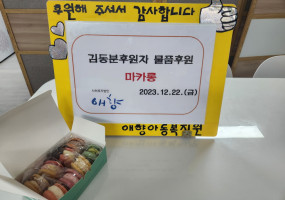 후원해 주셔서 감사합니다
김동분후원자 물품후원
마카롱
2023.12.22.(금)
애향
애향아동복지원